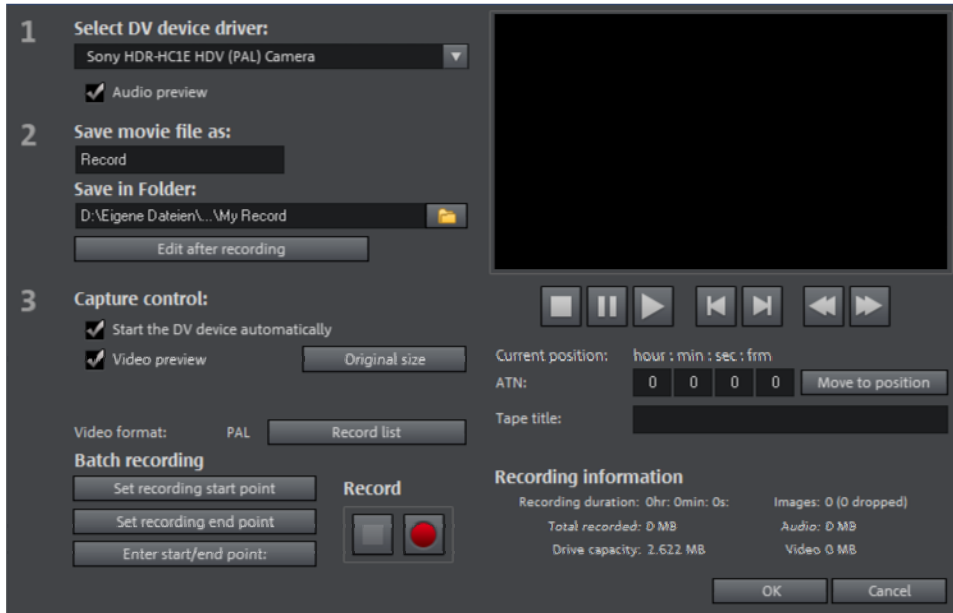 1
Select DV device driver:
Sony HDR-HC1E HDV (PAL) Camera
Audio preview
2
Save movie file as:
Record
Save in Folder:
D:\Eigene Dateien\...\My Record
Edit after recording
3
Capture control:
Start the DV device automatically
Video preview
Original size
Video format: PAL
Record list
Batch recording
Set recording start point
Set recording end point
Enter start/end point:
Record
Current position: hour : min : sec : frm
ATN: 0 0 0 0 Move to position
Tape title:
Recording information
Recording duration: 0hr: 0min: 0s: Images: 0 (0 dropped)
Total recorded: 0 MB Audio: 0 MB
Drive capacity: 2.622 MB Video 0 MB
OK Cancel